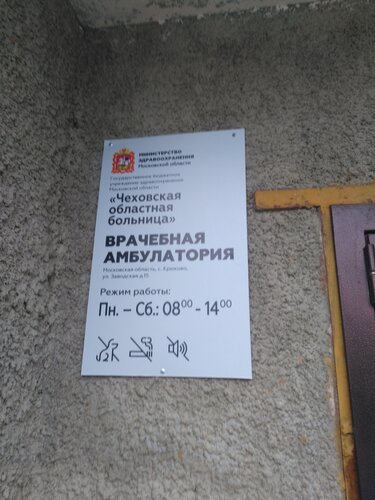 МИНИСТЕРСТВО
ЗДРАВООХРАНЕНИЯ
Московской области
Государственное бюджетное
учреждение здравоохранения
Московской области
«Чеховская
областная
больница»
ВРАЧЕБНАЯ
АМБУЛАТОРИЯ
Московская область, с. Крюково,
ул. Заводская д.15
Режим работы:
Пн. – Сб.: 08⁰⁰ - 14⁰⁰